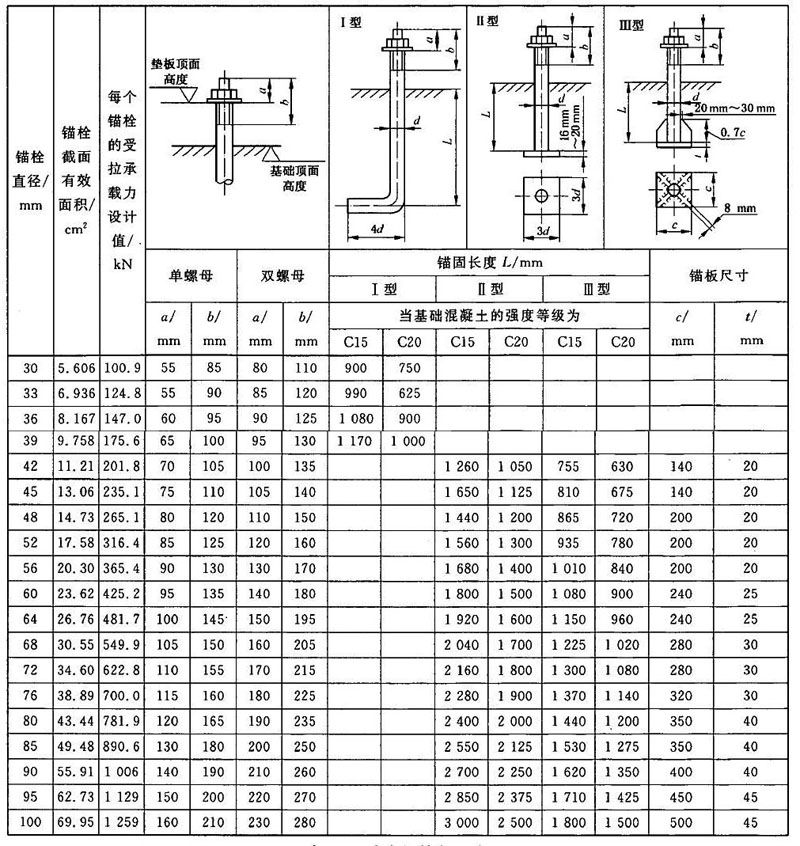 锚栓直径/mm
锚栓截面有效面积/cm²
每个锚栓的受拉承载力设计值/kN
垫板顶面高度
基础顶面高度
a
b
Ⅰ型
a
b
d
L
4d
Ⅱ型
a
b
L
d
16 mm~20 mm
3d
3d
Ⅲ型
a
b
L
d
20 mm~30 mm
0.7c
t
c
c
8 mm
单螺母 双螺母 锚固长度 L/mm 锚板尺寸
Ⅰ型 Ⅱ型 Ⅲ型
a/mm b/mm a/mm b/mm 当基础混凝土的强度等级为 c/mm t/mm
C15 C20 C15 C20 C15 C20
30 5.606 100.9 55 85 80 110 900 750
33 6.936 124.8 55 90 85 120 990 625
36 8.167 147.0 60 95 90 125 1 080 900
39 9.758 175.6 65 100 95 130 1 170 1 000
42 11.21 201.8 70 105 100 135 1 260 1 050 755 630 140 20
45 13.06 235.1 75 110 105 140 1 650 1 125 810 675 140 20
48 14.73 265.1 80 120 110 150 1 440 1 200 865 720 200 20
52 17.58 316.4 85 125 120 160 1 560 1 300 935 780 200 20
56 20.30 365.4 90 130 130 170 1 680 1 400 1 010 840 200 20
60 23.62 425.2 95 135 140 180 1 800 1 500 1 080 900 240 25
64 26.76 481.7 100 145 150 195 1 920 1 600 1 150 960 240 25
68 30.55 549.9 105 150 160 205 2 040 1 700 1 225 1 020 280 30
72 34.60 622.8 110 155 170 215 2 160 1 800 1 300 1 080 280 30
76 38.89 700.0 115 160 180 225 2 280 1 900 1 370 1 140 320 30
80 43.44 781.9 120 165 190 235 2 400 2 000 1 440 1 200 350 40
85 49.48 890.6 130 180 200 250 2 550 2 125 1 530 1 275 350 40
90 55.91 1 006 140 190 210 260 2 700 2 250 1 620 1 350 400 40
95 62.73 1 129 150 200 220 270 2 850 2 375 1 710 1 425 450 45
100 69.95 1 259 160 210 230 280 3 000 2 500 1 800 1 500 500 45